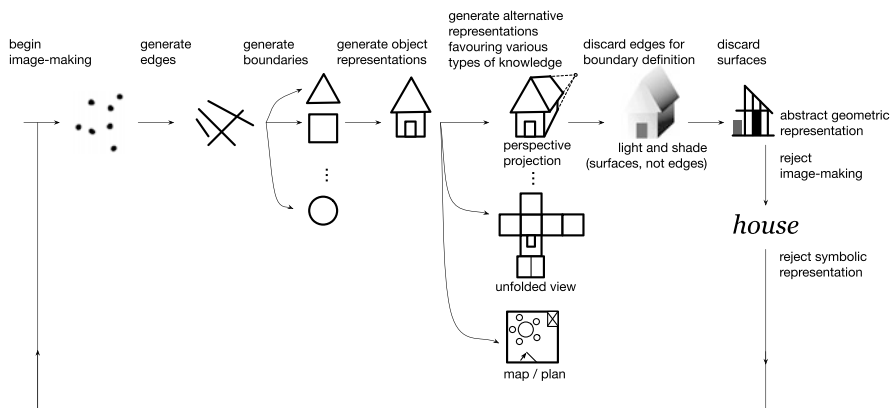 begin
image-making
generate
edges
generate
boundaries
generate object
representations
generate alternative
representations
favouring various
types of knowledge
discard edges for
boundary definition
discard
surfaces
perspective
projection
light and shade
(surfaces, not edges)
abstract geometric
representation
reject
image-making
house
reject symbolic
representation
unfolded view
map / plan